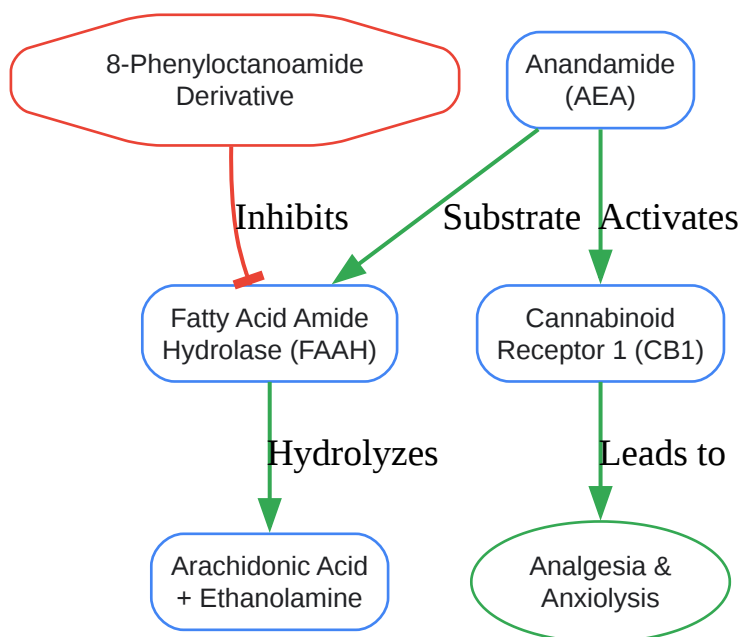 8-Phenyloctanoamide
Derivative
Anandamide
(AEA)
Inhibits
Substrate
Activates
Fatty Acid Amide
Hydrolase (FAAH)
Cannabinoid
Receptor 1 (CB1)
Hydrolyzes
Leads to
Arachidonic Acid
+ Ethanolamine
Analgesia &
Anxiolysis